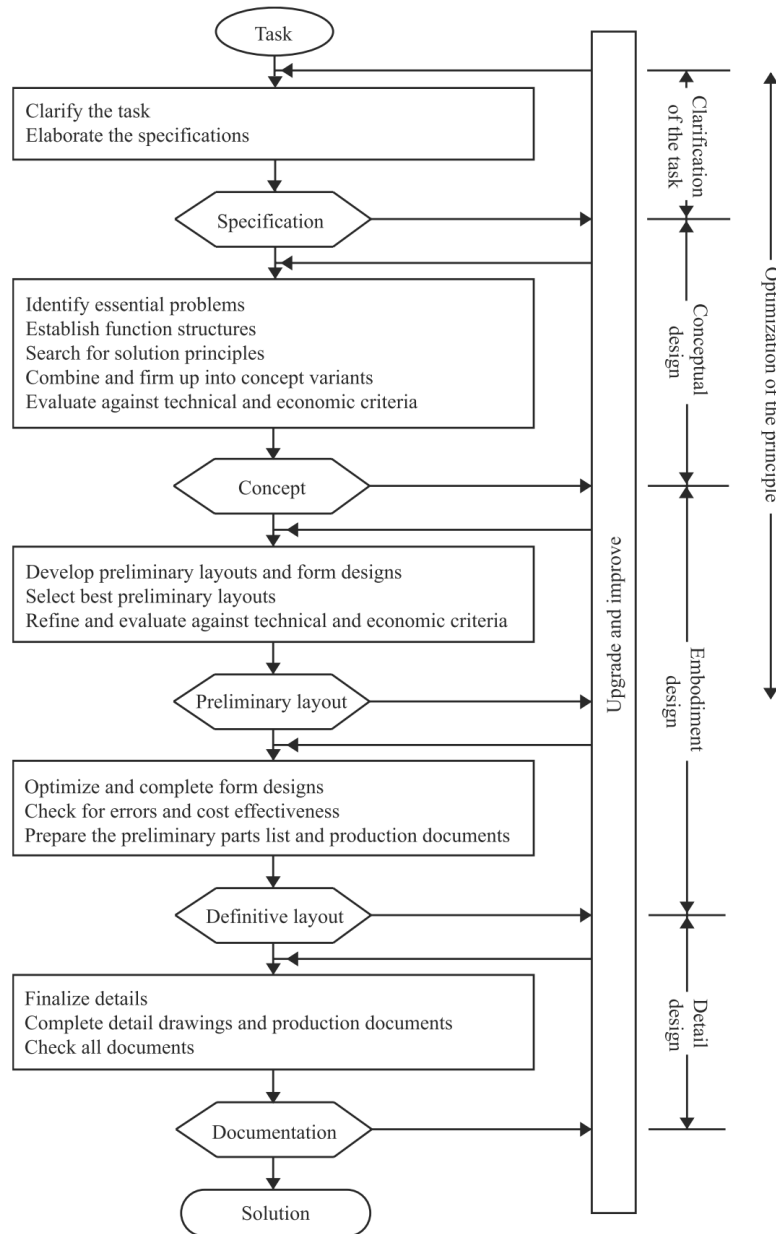 Task
Clarify the task
Elaborate the specifications
Specification
Identify essential problems
Establish function structures
Search for solution principles
Combine and firm up into concept variants
Evaluate against technical and economic criteria
Concept
Develop preliminary layouts and form designs
Select best preliminary layouts
Refine and evaluate against technical and economic criteria
Preliminary layout
Optimize and complete form designs
Check for errors and cost effectiveness
Prepare the preliminary parts list and production documents
Definitive layout
Finalize details
Complete detail drawings and production documents
Check all documents
Documentation
Solution
Upgrade and improve
Clarification
of the task
Conceptual
design
Embodiment
design
Detail
design
Optimization of the principle